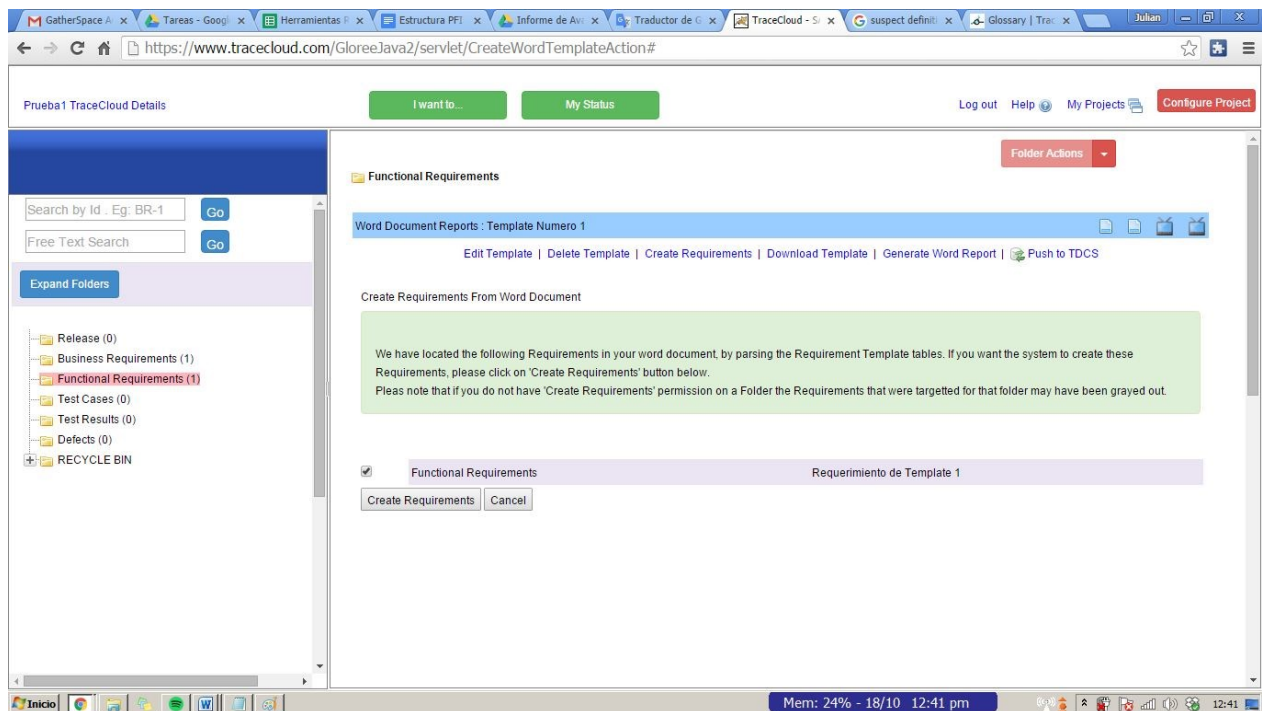 GatherSpace A
Tareas - Googl
Herramientas F
Estructura PFI
Informe de Ava
Traductor de G
TraceCloud - S
suspect definiti
Glossary | Trac
Julian
https://www.tracecloud.com/GloreeJava2/servlet/CreateWordTemplateAction#
Prueba1 TraceCloud Details
I want to...
My Status
Log out
Help
My Projects
Configure Project
Folder Actions
Functional Requirements
Search by Id . Eg: BR-1
Go
Free Text Search
Go
Expand Folders
Release (0)
Business Requirements (1)
Functional Requirements (1)
Test Cases (0)
Test Results (0)
Defects (0)
RECYCLE BIN
Word Document Reports : Template Numero 1
Edit Template | Delete Template | Create Requirements | Download Template | Generate Word Report | Push to TDCS
Create Requirements From Word Document
We have located the following Requirements in your word document, by parsing the Requirement Template tables. If you want the system to create these
Requirements, please click on 'Create Requirements' button below.
Pleas note that if you do not have 'Create Requirements' permission on a Folder the Requirements that were targetted for that folder may have been grayed out.
Functional Requirements
Requerimiento de Template 1
Create Requirements
Cancel
Inicio
Mem: 24% - 18/10 12:41 pm
12:41